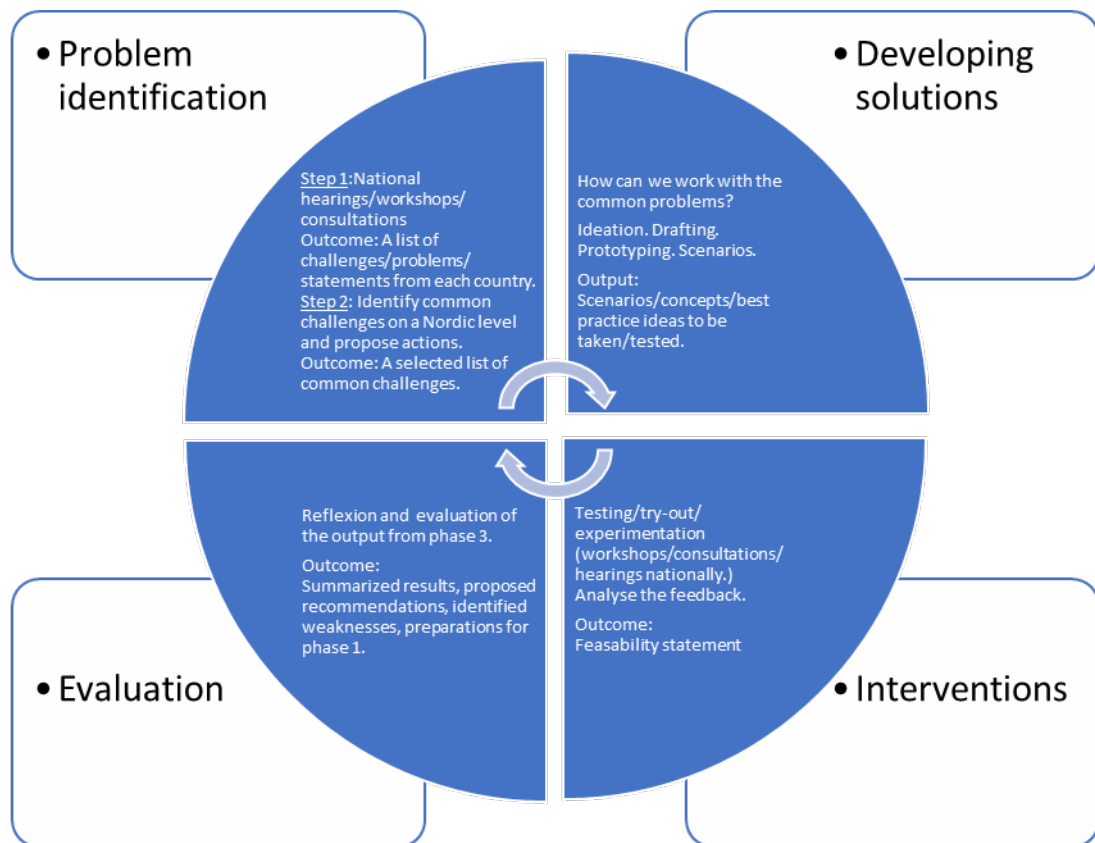 • Problem
identification
Step 1:National
hearings/workshops/
consultations
Outcome: A list of
challenges/problems/
statements from each country.
Step 2: Identify common
challenges on a Nordic level
and propose actions.
Outcome: A selected list of
common challenges.
• Developing
solutions
How can we work with the
common problems?
Ideation. Drafting.
Prototyping. Scenarios.
Output:
Scenarios/concepts/best
practice ideas to be
taken/tested.
Reflexion and evaluation of
the output from phase 3.
Outcome:
Summarized results, proposed
recommendations, identified
weaknesses, preparations for
phase 1.
• Evaluation
Testing/try-out/
experimentation
(workshops/consultations/
hearings nationally.)
Analyse the feedback.
Outcome:
Feasability statement
• Interventions